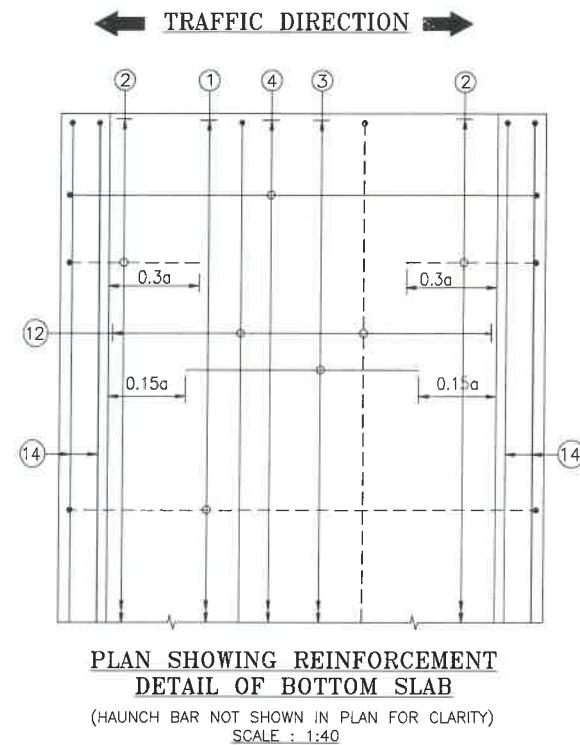 TRAFFIC DIRECTION
2 1 4 3 2
0.3a 0.3a
12
0.15a 0.15a
14 14
PLAN SHOWING REINFORCEMENT
DETAIL OF BOTTOM SLAB
(HAUNCH BAR NOT SHOWN IN PLAN FOR CLARITY)
SCALE : 1:40